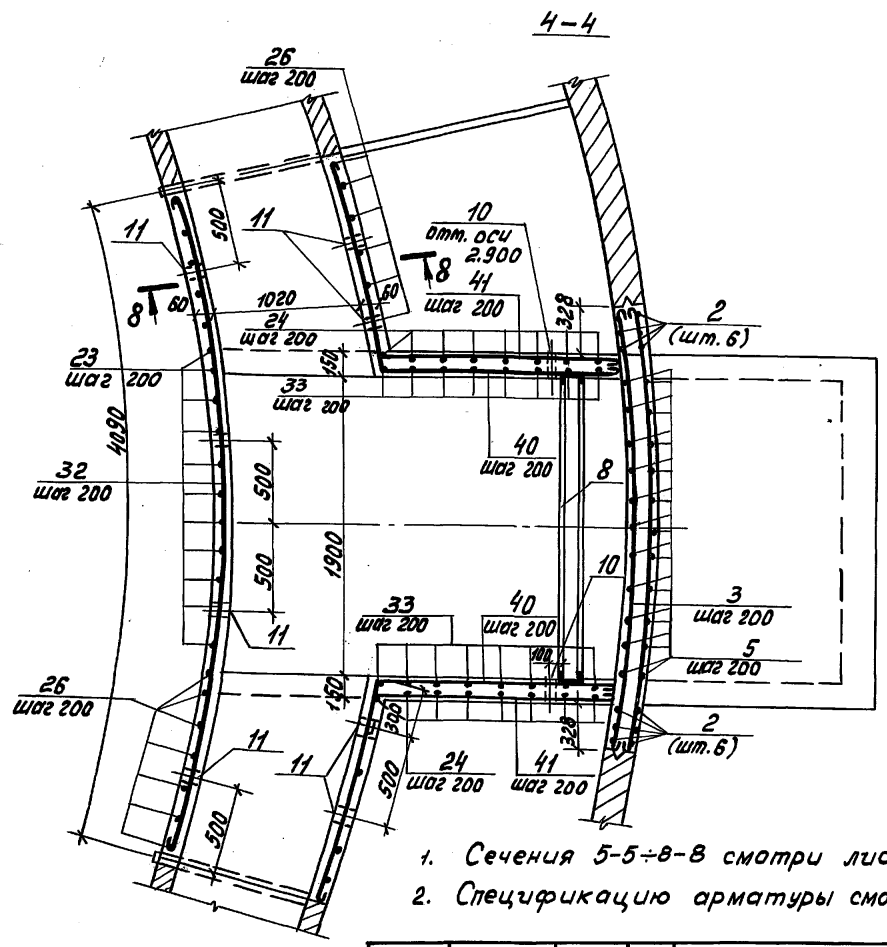 4-4
26
шаг 200
11
500
11
10
отм. оси
2.900
8
8
60
1020
60
41
шаг 200
328
2
(шт. 6)
24
шаг 200
150
23
шаг 200
33
шаг 200
4090
40
шаг 200
32
шаг 200
500
8
1900
500
10
3
шаг 200
33
шаг 200
40
шаг 200
11
5
шаг 200
100
26
шаг 200
150
300
328
2
(шт. 6)
11
11
24
шаг 200
41
шаг 200
500
500
1. Сечения 5-5÷8-8 смотри лис
2. Спецификацию арматуры смо